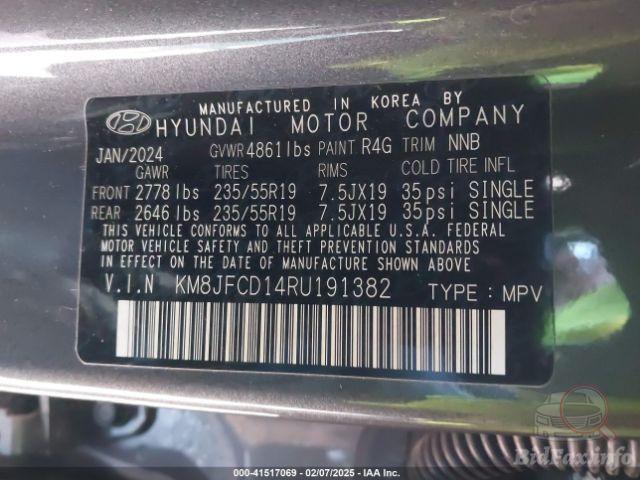 MANUFACTURED IN KOREA BY
HYUNDAI MOTOR COMPANY
JAN/2024 GVWR 4861lbs PAINT R4G TRIM NNB
GAWR TIRES RIMS COLD TIRE INFL
FRONT 2778 lbs 235/55R19 7.5JX19 35psi SINGLE
REAR 2646 lbs 235/55R19 7.5JX19 35psi SINGLE
THIS VEHICLE CONFORMS TO ALL APPLICABLE U.S.A. FEDERAL
MOTOR VEHICLE SAFETY AND THEFT PREVENTION STANDARDS
IN EFFECT ON THE DATE OF MANUFACTURE SHOWN ABOVE.
V.I.N KM8JFCD14RU191382 TYPE : MPV
BidFax.info
000-41517069 - 02/07/2025 - IAA Inc.